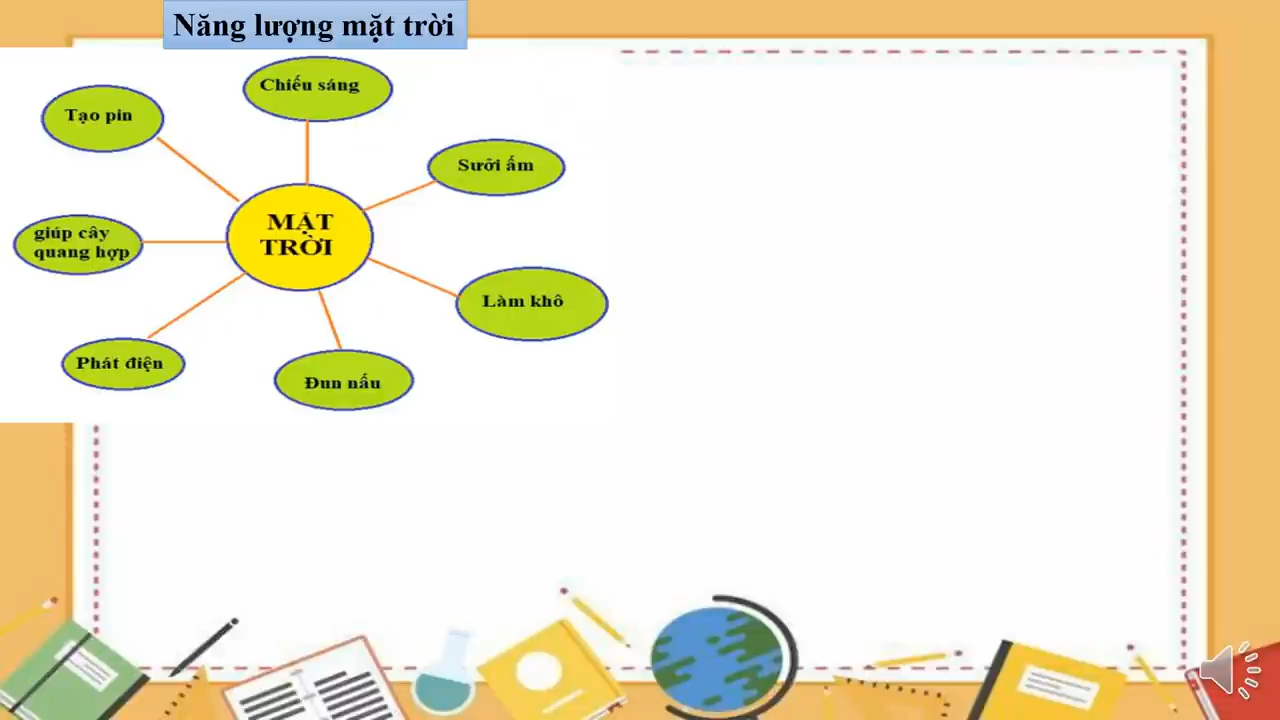 Năng lượng mặt trời
Chiếu sáng
Tạo pin
Sưởi ấm
MẶT
TRỜI
giúp cây
quang hợp
Làm khô
Phát điện
Đun nấu